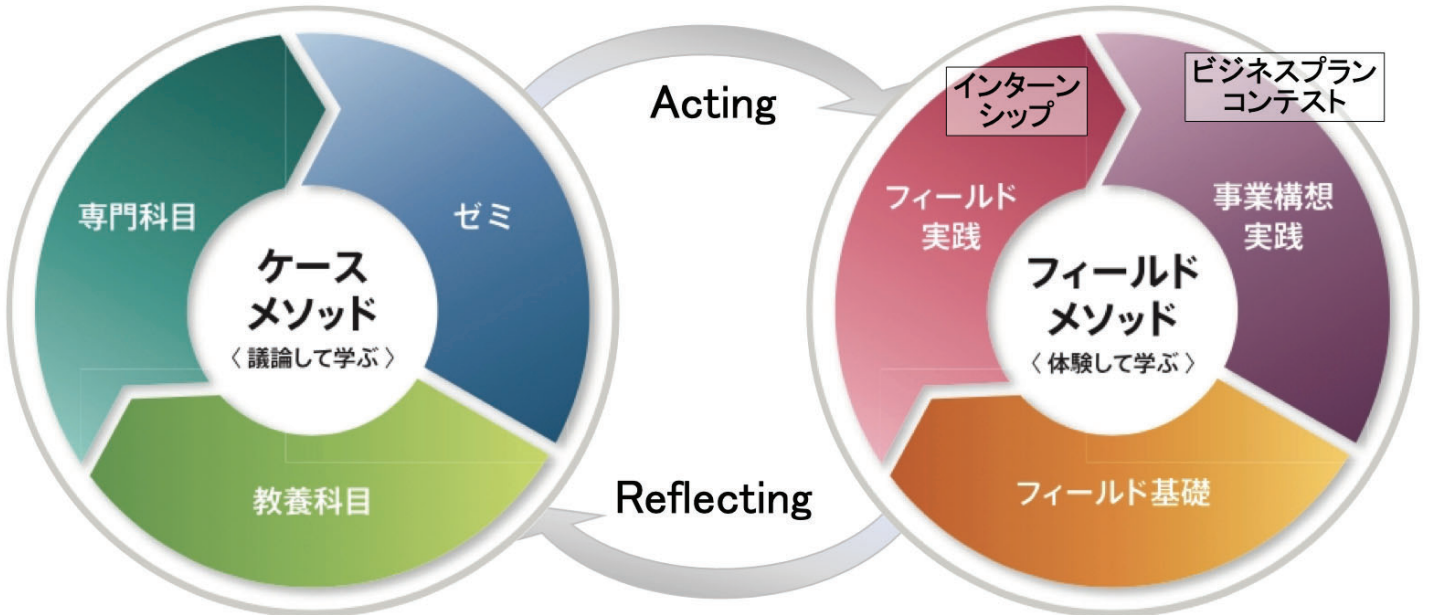 専門科目
ゼミ
ケース
メソッド
〈 議論して学ぶ 〉
教養科目
Acting
Reflecting
インターン
シップ
ビジネスプラン
コンテスト
フィールド
実践
事業構想
実践
フィールド
メソッド
〈 体験して学ぶ 〉
フィールド基礎